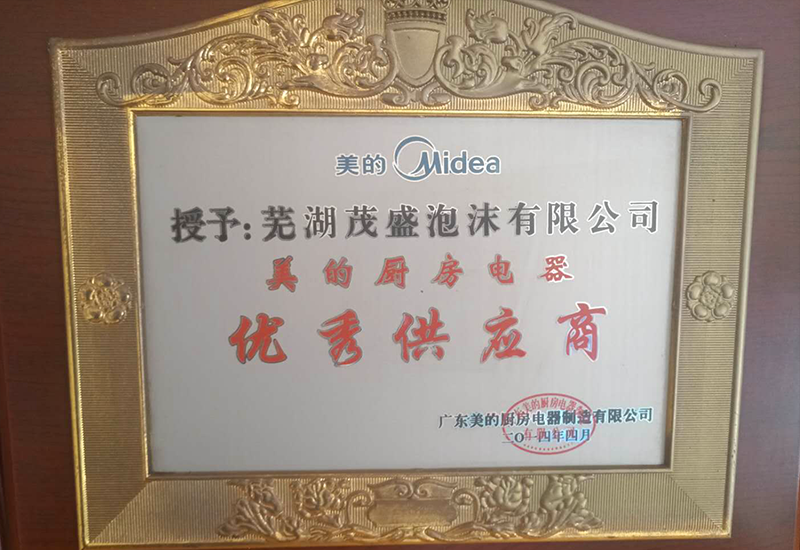 美的 Midea
授予:芜湖茂盛泡沫有限公司
美的厨房电器
优秀供应商
广东美的厨房电器制造有限公司
二〇一四年四月